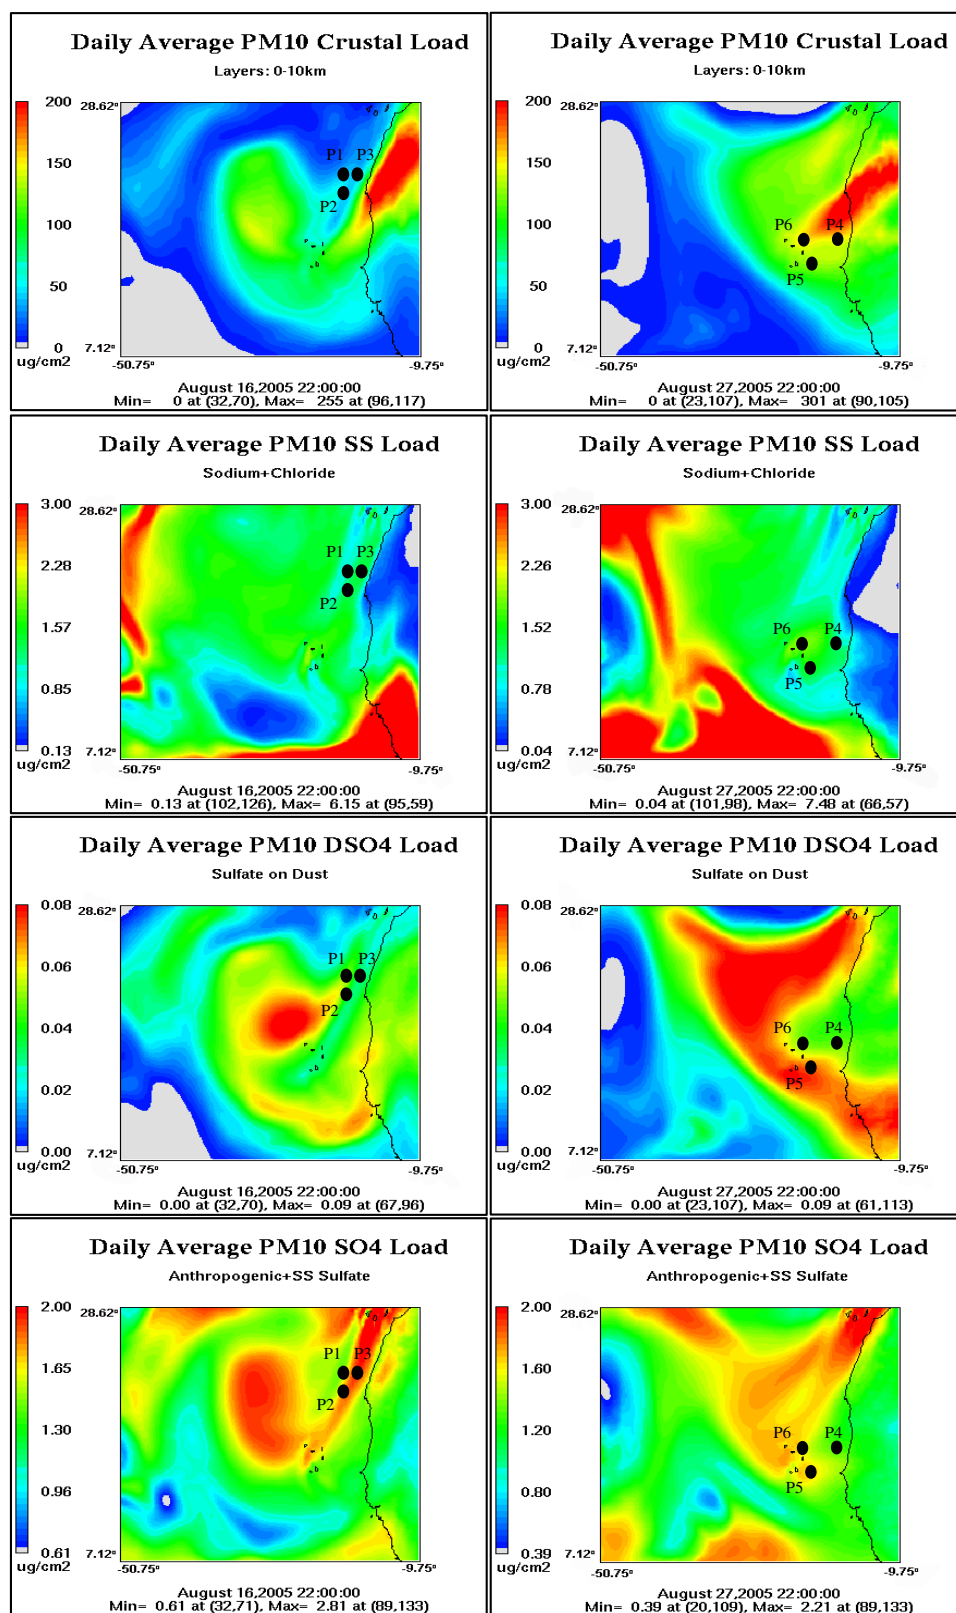 Daily Average PM10 Crustal Load
Layers: 0-10km
200
150
100
50
0
ug/cm2
28.62°
7.12°
-50.75°
-9.75°
P1
P3
P2
August 16,2005 22:00:00
Min= 0 at (32,70), Max= 255 at (96,117)
Daily Average PM10 Crustal Load
Layers: 0-10km
200
150
100
50
0
ug/cm2
28.62°
7.12°
-50.75°
-9.75°
P6
P4
P5
August 27,2005 22:00:00
Min= 0 at (23,107), Max= 301 at (90,105)
Daily Average PM10 SS Load
Sodium+Chloride
3.00
2.26
1.57
0.85
0.13
ug/cm2
28.62°
7.12°
-50.75°
-9.75°
P1
P3
P2
August 16,2005 22:00:00
Min= 0.13 at (102,126), Max= 6.15 at (95,59)
Daily Average PM10 SS Load
Sodium+Chloride
3.00
2.26
1.52
0.78
0.04
ug/cm2
28.62°
7.12°
-50.75°
-9.75°
P6
P4
P5
August 27,2005 22:00:00
Min= 0.04 at (101,98), Max= 7.48 at (66,57)
Daily Average PM10 DSO4 Load
Sulfate on Dust
0.08
0.06
0.04
0.02
0.00
ug/cm2
28.62°
7.12°
-50.75°
-9.75°
P1
P3
P2
August 16,2005 22:00:00
Min= 0.00 at (32,70), Max= 0.09 at (67,96)
Daily Average PM10 DSO4 Load
Sulfate on Dust
0.08
0.06
0.04
0.02
0.00
ug/cm2
28.62°
7.12°
-50.75°
-9.75°
P6
P4
P5
August 27,2005 22:00:00
Min= 0.00 at (23,107), Max= 0.09 at (61,113)
Daily Average PM10 SO4 Load
Anthropogenic+SS Sulfate
2.00
1.65
1.30
0.96
0.61
ug/cm2
28.62°
7.12°
-50.75°
-9.75°
P1
P3
P2
August 16,2005 22:00:00
Min= 0.61 at (32,71), Max= 2.81 at (89,133)
Daily Average PM10 SO4 Load
Anthropogenic+SS Sulfate
2.00
1.60
1.20
0.80
0.39
ug/cm2
28.62°
7.12°
-50.75°
-9.75°
P6
P4
P5
August 27,2005 22:00:00
Min= 0.39 at (20,109), Max= 2.21 at (89,133)